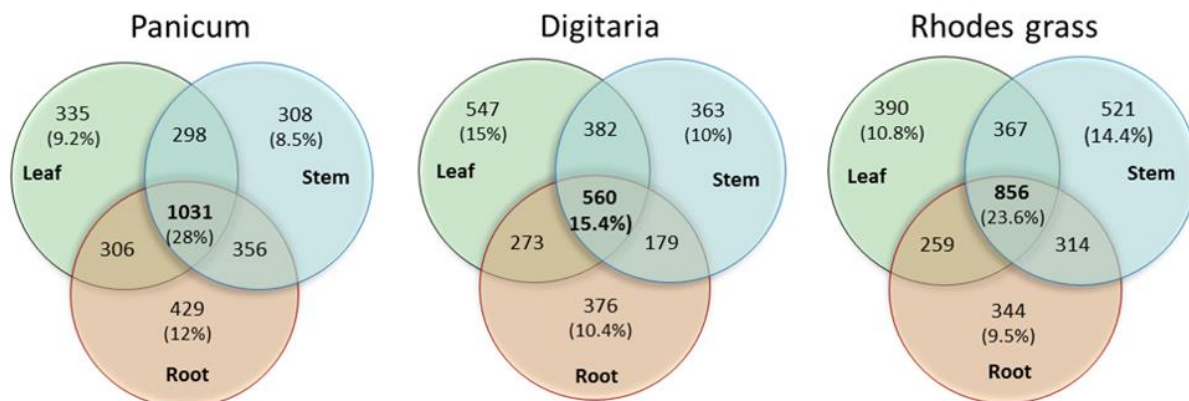 Panicum
335
(9.2%)
298
308
(8.5%)
Leaf
Stem
1031
(28%)
306
356
429
(12%)
Root
Digitaria
547
(15%)
382
363
(10%)
Leaf
Stem
560
15.4%)
273
179
376
(10.4%)
Root
Rhodes grass
390
(10.8%)
367
521
(14.4%)
Leaf
Stem
856
(23.6%)
259
314
344
(9.5%)
Root